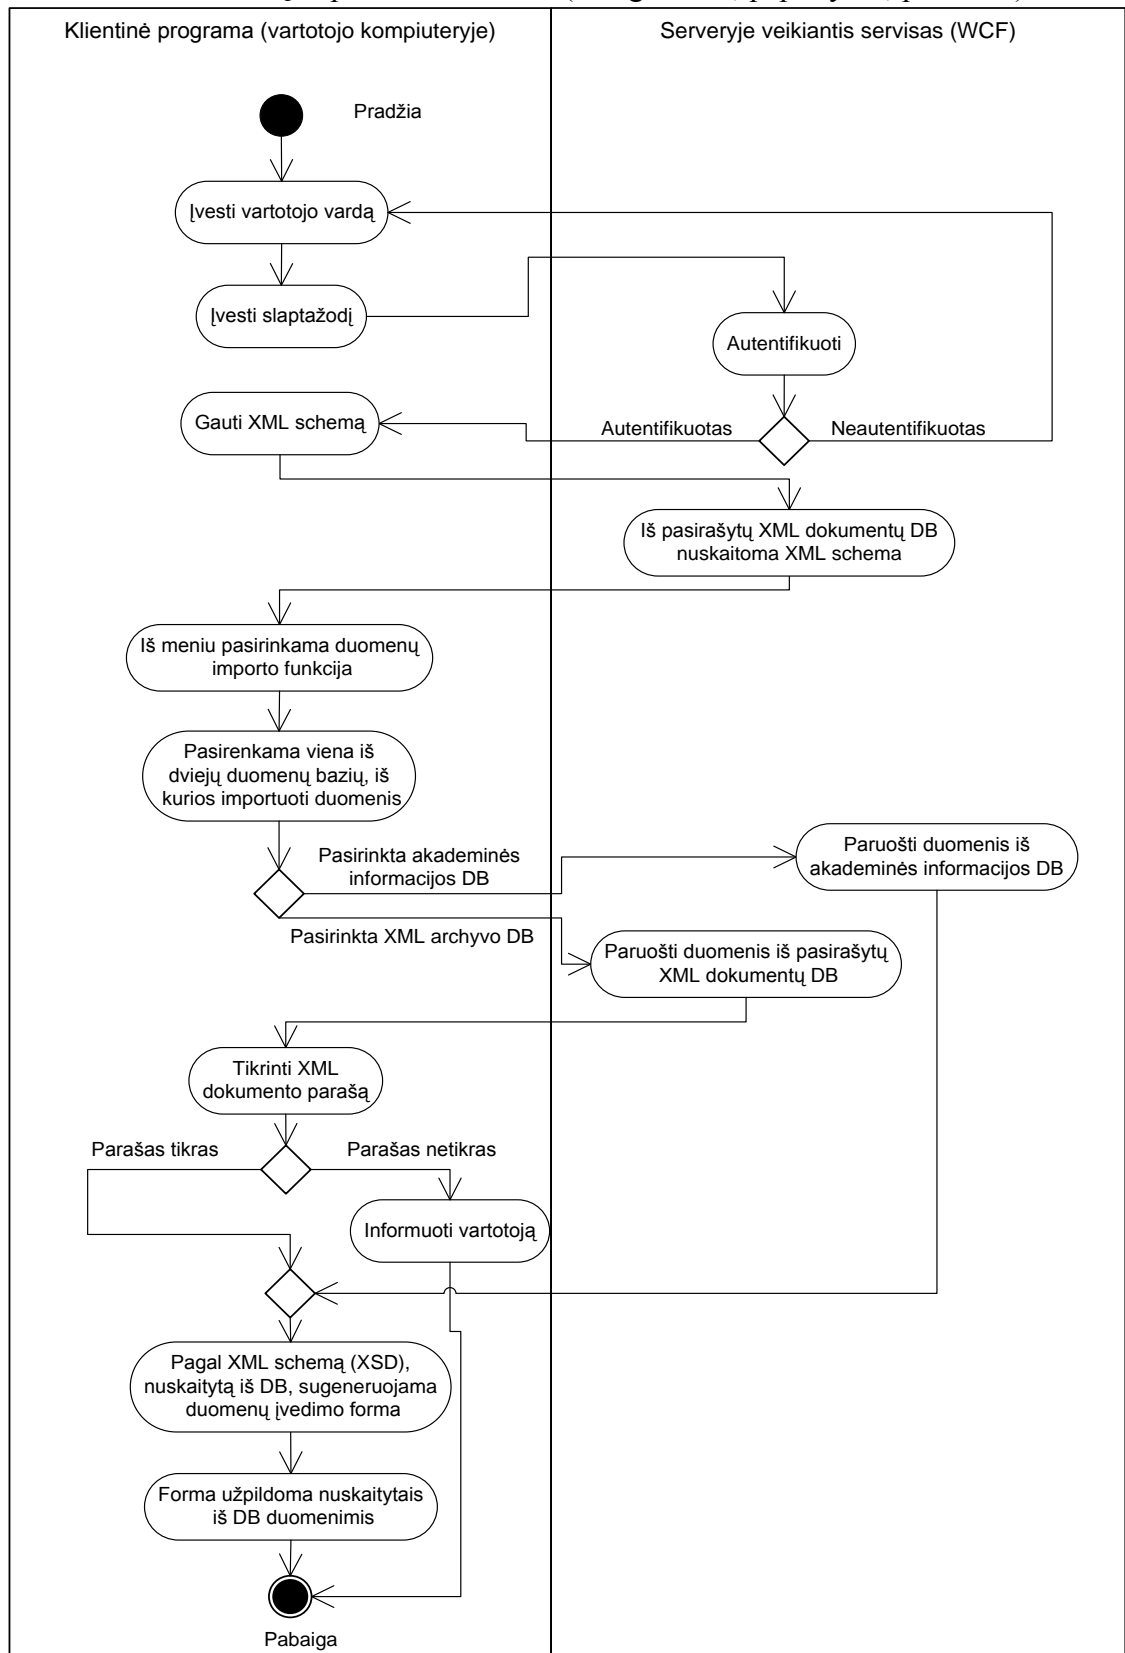 Klientinė programa (vartotojo kompiuteryje)
Serveryje veikiantis servisas (WCF)
Pradžia
Įvesti vartotojo vardą
Įvesti slaptažodį
Autentifikuoti
Gauti XML schemą
Autentifikuotas
Neautentifikuotas
Iš pasirašytų XML dokumentų DB
nuskaitoma XML schema
Iš meniu pasirinkama duomenų
importo funkcija
Pasirenkama viena iš
dviejų duomenų bazių, iš
kurios importuoti duomenis
Pasirinkta akademinės
informacijos DB
Paruošti duomenis iš
akademinės informacijos DB
Pasirinkta XML archyvo DB
Paruošti duomenis iš pasirašytų
XML dokumentų DB
Tikrinti XML
dokumento parašą
Parašas tikras
Parašas netikras
Informuoti vartotoją
Pagal XML schemą (XSD),
nuskaitytą iš DB, sugeneruojama
duomenų įvedimo forma
Forma užpildoma nuskaitytais
iš DB duomenimis
Pabaiga